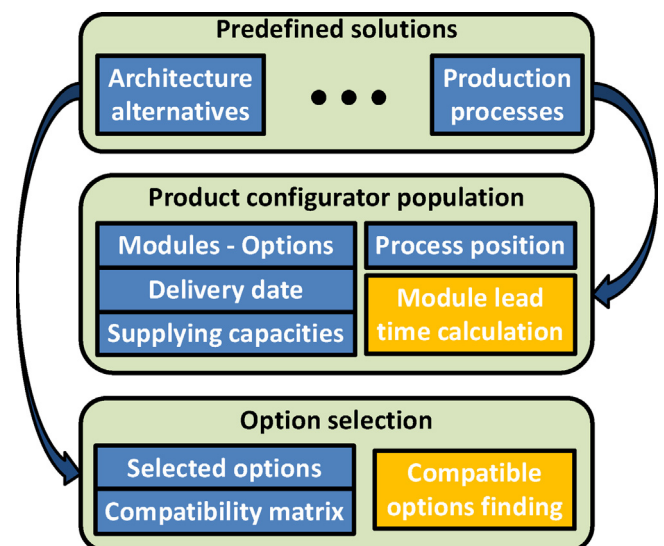 Predefined solutions
Architecture
alternatives
Production
processes
Product configurator population
Modules - Options
Delivery date
Supplying capacities
Process position
Module lead
time calculation
Option selection
Selected options
Compatibility matrix
Compatible
options finding